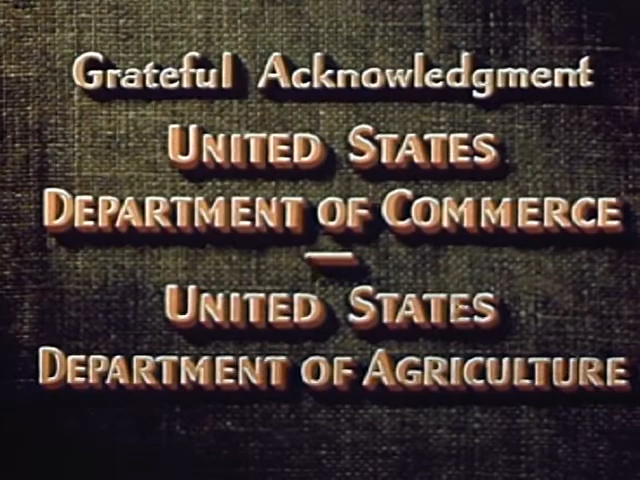 Grateful Acknowledgment
UNITED STATES
DEPARTMENT OF COMMERCE
—
UNITED STATES
DEPARTMENT OF AGRICULTURE